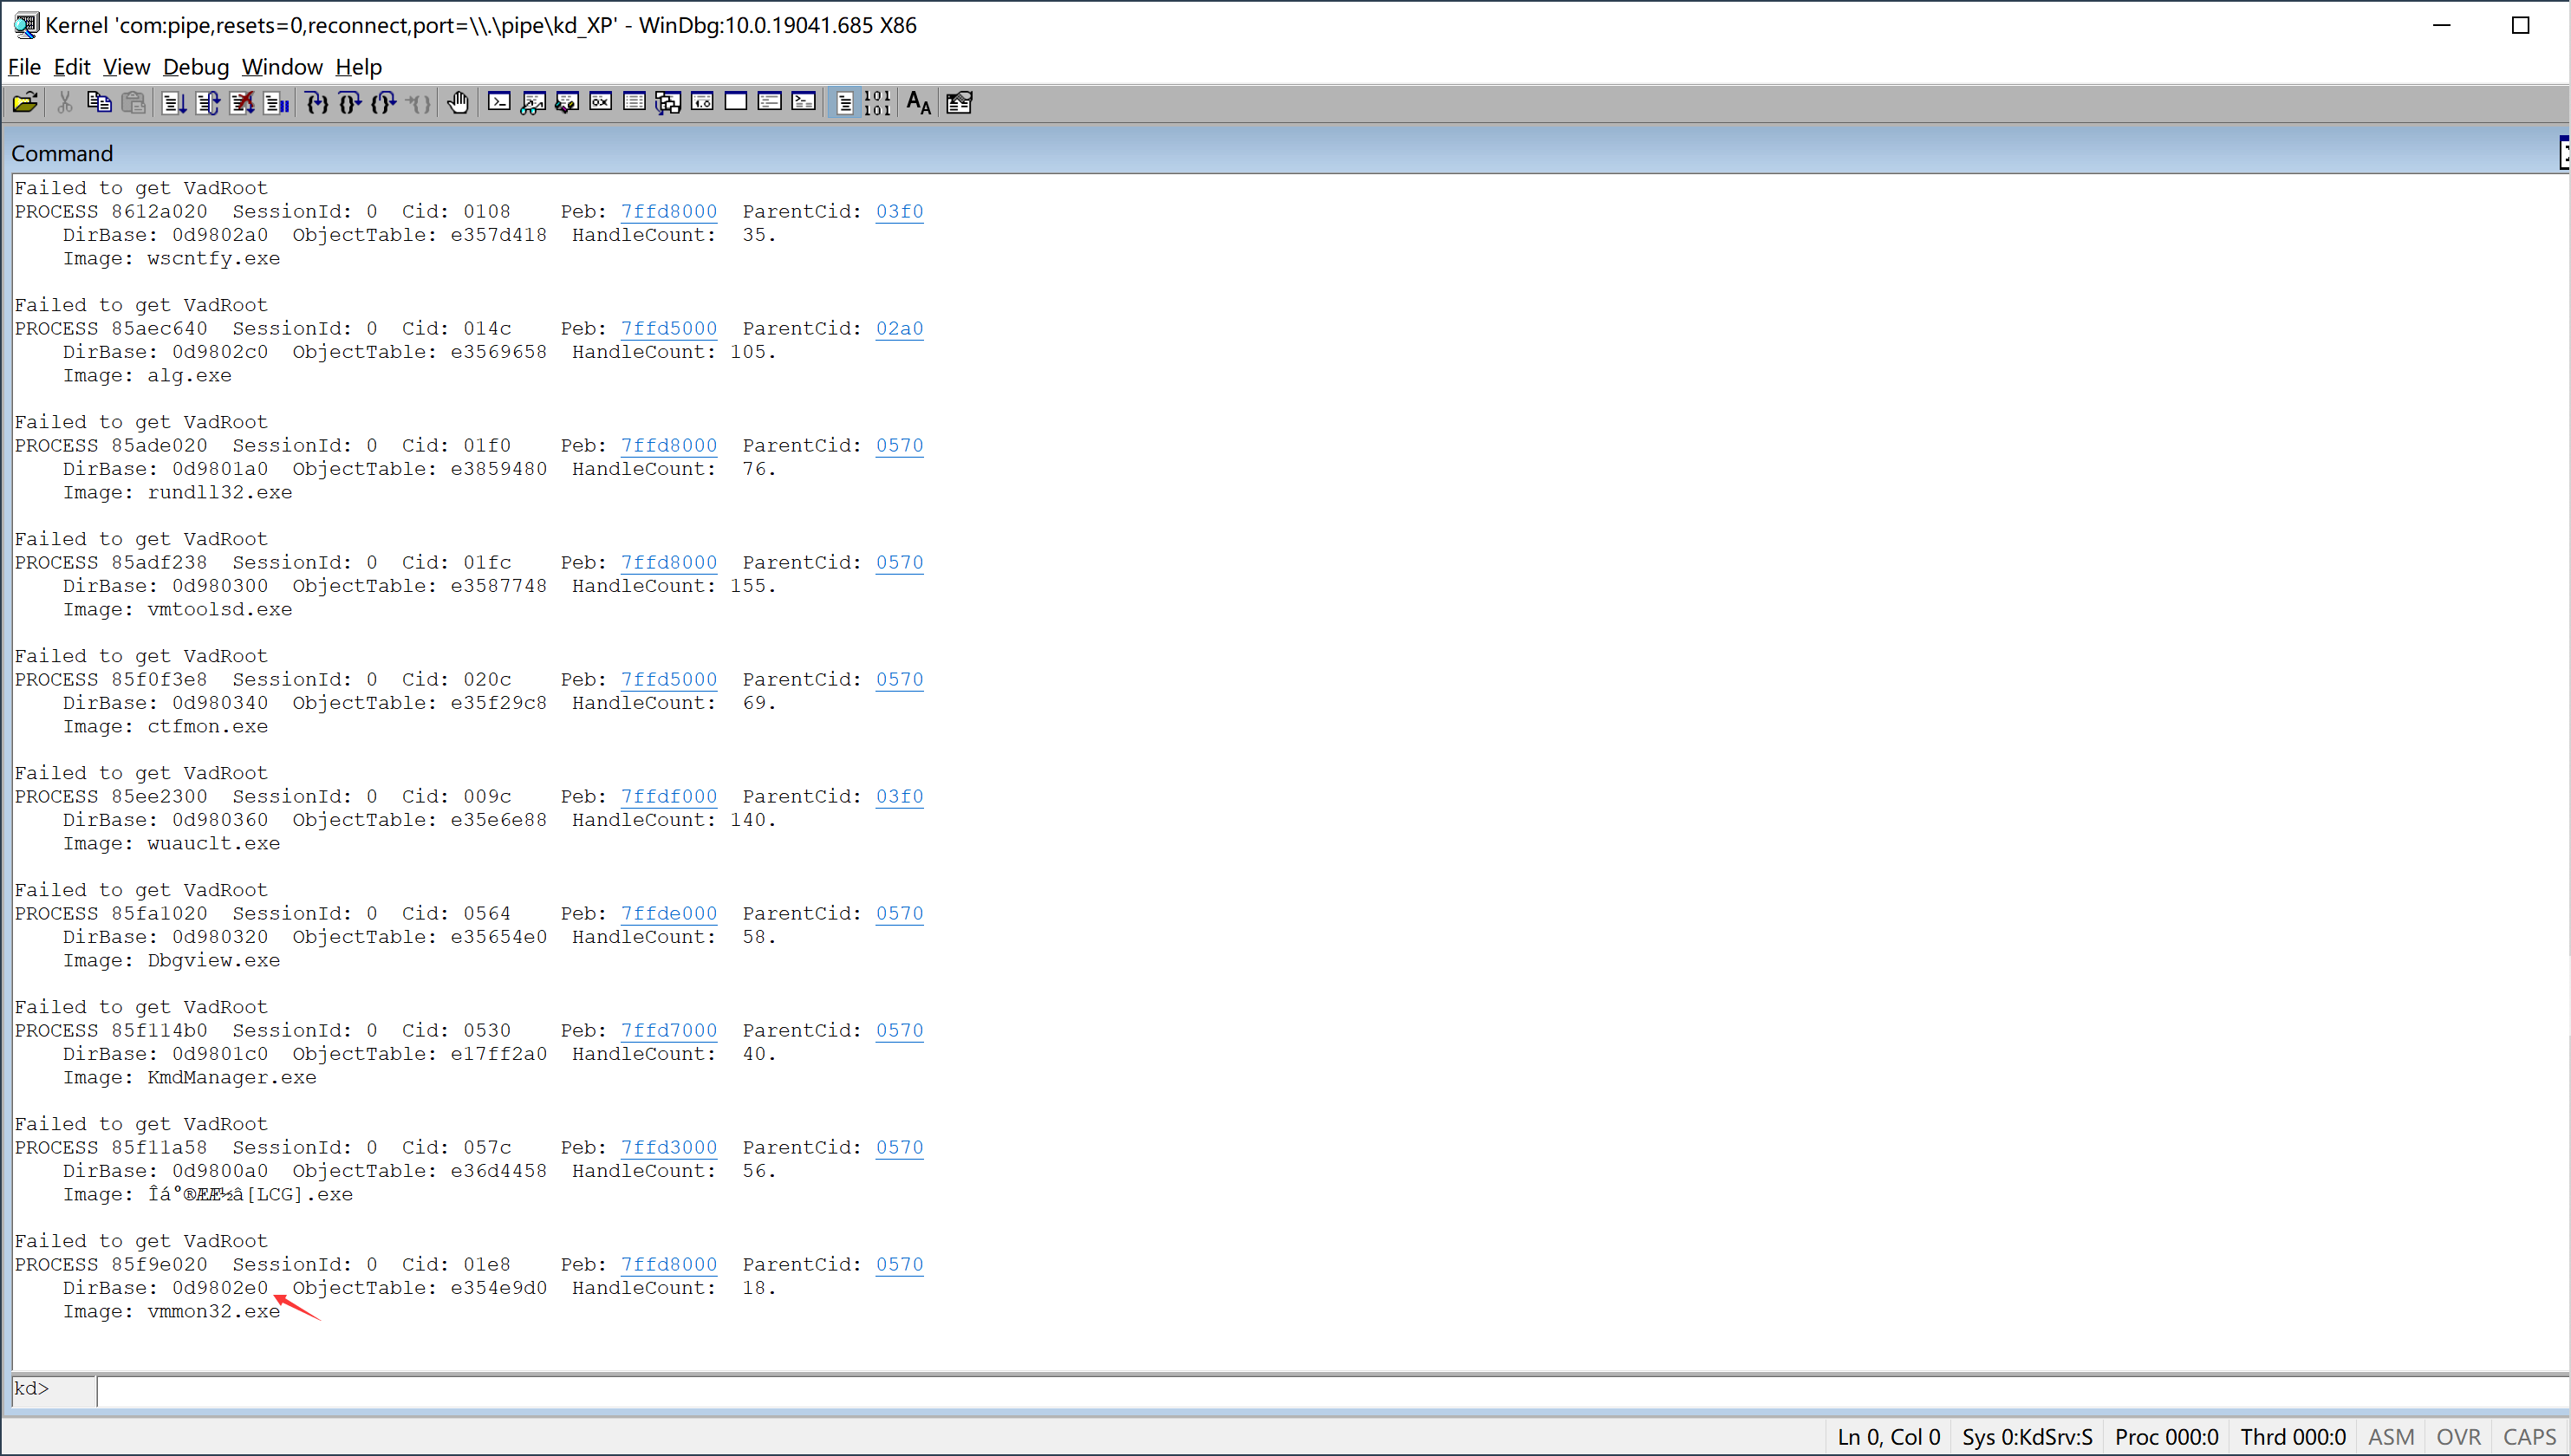 Kernel 'com:pipe,resets=0,reconnect,port=\\.\pipe\kd_XP' - WinDbg:10.0.19041.685 X86
File Edit View Debug Window Help
Command
Failed to get VadRoot
PROCESS 8612a020 SessionId: 0 Cid: 0108 Peb: 7ffd8000 ParentCid: 03f0
DirBase: 0d9802a0 ObjectTable: e357d418 HandleCount: 35.
Image: wscntfy.exe
Failed to get VadRoot
PROCESS 85aec640 SessionId: 0 Cid: 014c Peb: 7ffd5000 ParentCid: 02a0
DirBase: 0d9802c0 ObjectTable: e3569658 HandleCount: 105.
Image: alg.exe
Failed to get VadRoot
PROCESS 85ade020 SessionId: 0 Cid: 01f0 Peb: 7ffd8000 ParentCid: 0570
DirBase: 0d9801a0 ObjectTable: e3859480 HandleCount: 76.
Image: rundll32.exe
Failed to get VadRoot
PROCESS 85adf238 SessionId: 0 Cid: 01fc Peb: 7ffd8000 ParentCid: 0570
DirBase: 0d980300 ObjectTable: e3587748 HandleCount: 155.
Image: vmtoolsd.exe
Failed to get VadRoot
PROCESS 85f0f3e8 SessionId: 0 Cid: 020c Peb: 7ffd5000 ParentCid: 0570
DirBase: 0d980340 ObjectTable: e35f29c8 HandleCount: 69.
Image: ctfmon.exe
Failed to get VadRoot
PROCESS 85ee2300 SessionId: 0 Cid: 009c Peb: 7ffdf000 ParentCid: 03f0
DirBase: 0d980360 ObjectTable: e35e6e88 HandleCount: 140.
Image: wuauclt.exe
Failed to get VadRoot
PROCESS 85fa1020 SessionId: 0 Cid: 0564 Peb: 7ffde000 ParentCid: 0570
DirBase: 0d980320 ObjectTable: e35654e0 HandleCount: 58.
Image: Dbgview.exe
Failed to get VadRoot
PROCESS 85f114b0 SessionId: 0 Cid: 0530 Peb: 7ffd7000 ParentCid: 0570
DirBase: 0d9801c0 ObjectTable: e17ff2a0 HandleCount: 40.
Image: KmdManager.exe
Failed to get VadRoot
PROCESS 85f11a58 SessionId: 0 Cid: 057c Peb: 7ffd3000 ParentCid: 0570
DirBase: 0d9800a0 ObjectTable: e36d4458 HandleCount: 56.
Image: Îá°®ÆÆ½â[LCG].exe
Failed to get VadRoot
PROCESS 85f9e020 SessionId: 0 Cid: 01e8 Peb: 7ffd8000 ParentCid: 0570
DirBase: 0d9802e0 ObjectTable: e354e9d0 HandleCount: 18.
Image: vmmon32.exe
kd>
Ln 0, Col 0 Sys 0:KdSrv:S Proc 000:0 Thrd 000:0 ASM OVR CAPS